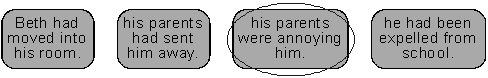 Beth had
moved into
his room.
his parents
had sent
him away.
his parents
were annoying
him.
he had been
expelled from
school.